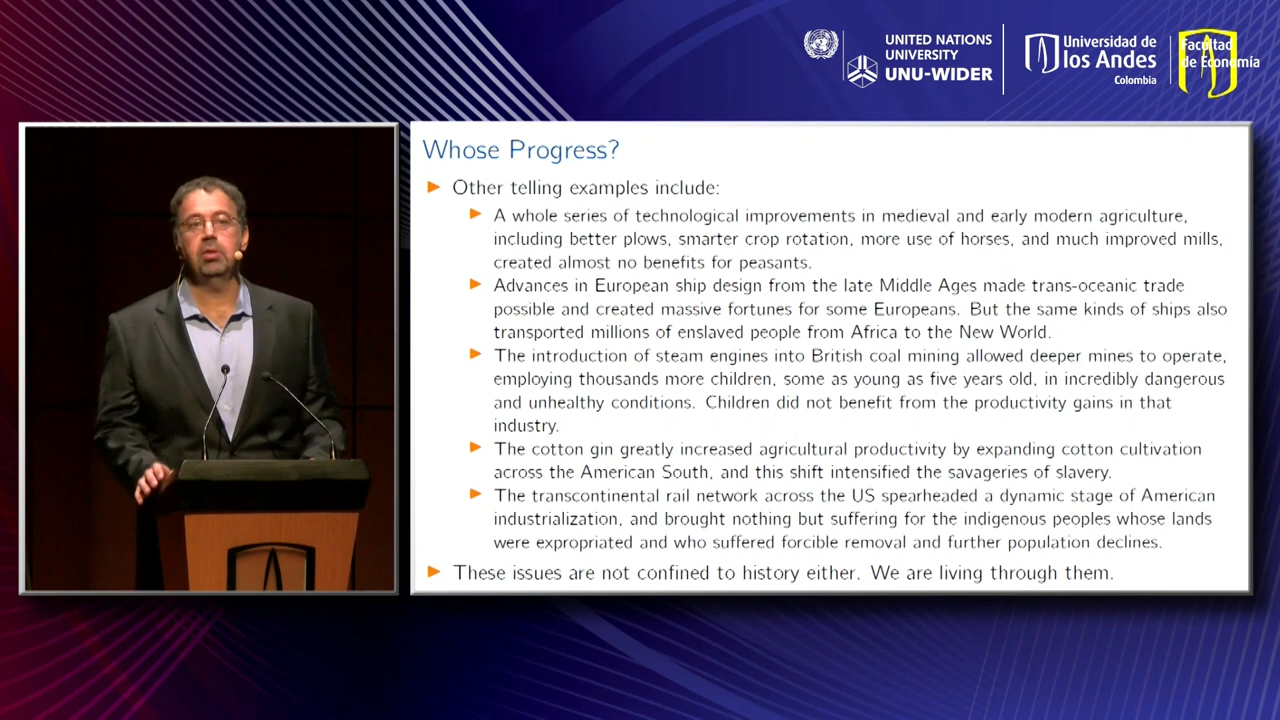 UNITED NATIONS
UNIVERSITY
UNU-WIDER
Universidad de
los Andes
Colombia
Facultad
de Economía
Whose Progress?
Other telling examples include:
A whole series of technological improvements in medieval and early modern agriculture,
including better plows, smarter crop rotation, more use of horses, and much improved mills,
created almost no benefits for peasants.
Advances in European ship design from the late Middle Ages made trans-oceanic trade
possible and created massive fortunes for some Europeans. But the same kinds of ships also
transported millions of enslaved people from Africa to the New World.
The introduction of steam engines into British coal mining allowed deeper mines to operate,
employing thousands more children, some as young as five years old, in incredibly dangerous
and unhealthy conditions. Children did not benefit from the productivity gains in that
industry.
The cotton gin greatly increased agricultural productivity by expanding cotton cultivation
across the American South, and this shift intensified the savageries of slavery.
The transcontinental rail network across the US spearheaded a dynamic stage of American
industrialization, and brought nothing but suffering for the indigenous peoples whose lands
were expropriated and who suffered forcible removal and further population declines.
These issues are not confined to history either. We are living through them.